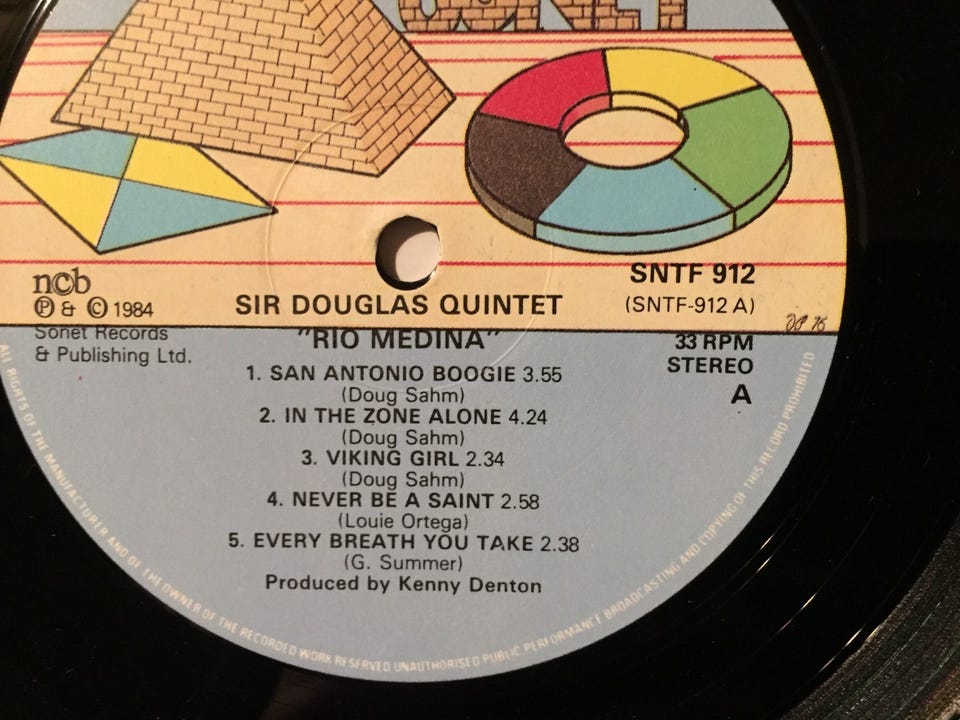 SONET
ncb
℗ & © 1984
Sonet Records
& Publishing Ltd.
SNTF 912
(SNTF-912 A)
SIR DOUGLAS QUINTET
"RIO MEDINA"
33 RPM
STEREO
A
1. SAN ANTONIO BOOGIE 3.55
(Doug Sahm)
2. IN THE ZONE ALONE 4.24
(Doug Sahm)
3. VIKING GIRL 2.34
(Doug Sahm)
4. NEVER BE A SAINT 2.58
(Louie Ortega)
5. EVERY BREATH YOU TAKE 2.38
(G. Summer)
Produced by Kenny Denton
ALL RIGHTS OF THE MANUFACTURER AND OF THE OWNER OF THE RECORDED WORK RESERVED UNAUTHORISED PUBLIC PERFORMANCE BROADCASTING AND COPYING OF THIS RECORD PROHIBITED